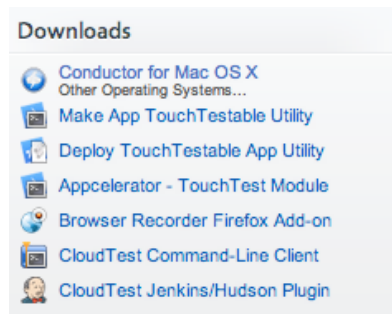 Downloads
Conductor for Mac OS X
Other Operating Systems...
Make App TouchTestable Utility
Deploy TouchTestable App Utility
Appcelerator - TouchTest Module
Browser Recorder Firefox Add-on
CloudTest Command-Line Client
CloudTest Jenkins/Hudson Plugin